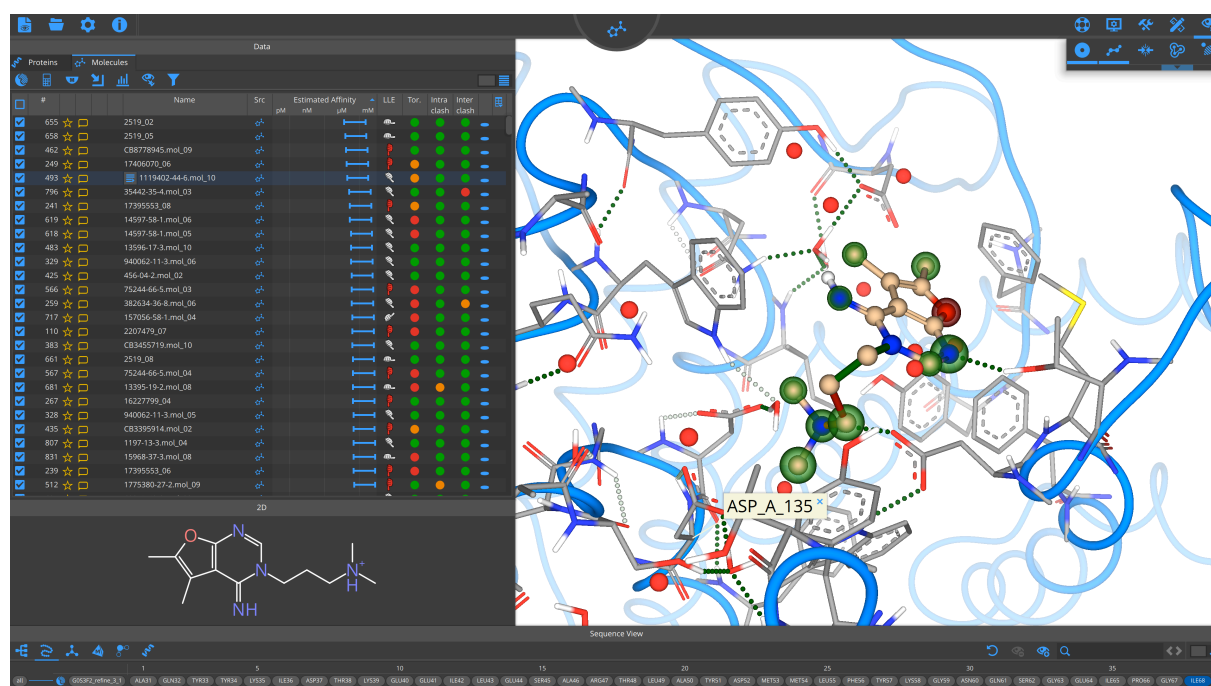 Data
Proteins Molecules
# Name Src Estimated Affinity LLE Tor. Intra clash Inter clash
pM nM μM mM
655 2519_02
658 2519_05
462 CB8778945.mol_09
249 17406070_06
493 1119402-44-6.mol_10
796 35442-35-4.mol_03
241 17395553_08
619 14597-58-1.mol_06
618 14597-58-1.mol_05
483 13596-17-3.mol_10
329 940062-11-3.mol_06
425 456-04-2.mol_02
566 75244-66-5.mol_03
259 382634-36-8.mol_06
717 157056-58-1.mol_04
110 2207479_07
383 CB3455719.mol_10
661 2519_08
567 75244-66-5.mol_04
681 13395-19-2.mol_08
267 16227799_04
328 940062-11-3.mol_05
435 CB3395914.mol_02
807 1197-13-3.mol_04
831 15968-37-3.mol_08
239 17395553_06
512 1775380-27-2.mol_09
ASP_A_135 ×
2D
O N
N N+
H
NH
Sequence View
1 5 10 15 20 25 30 35
all G0S3F2_refine_3_1 ALA31 GLN32 TYR33 TYR34 LYS35 ILE36 ASP37 THR38 LYS39 GLU40 GLU41 ILE42 LEU43 GLU44 SER45 ALA46 ARG47 THR48 LEU49 ALA50 TYR51 ASP52 MET53 MET54 LEU55 PHE56 TYR57 LYS58 GLY59 ASN60 GLN61 SER62 GLY63 GLU64 ILE65 PRO66 GLY67 ILE68